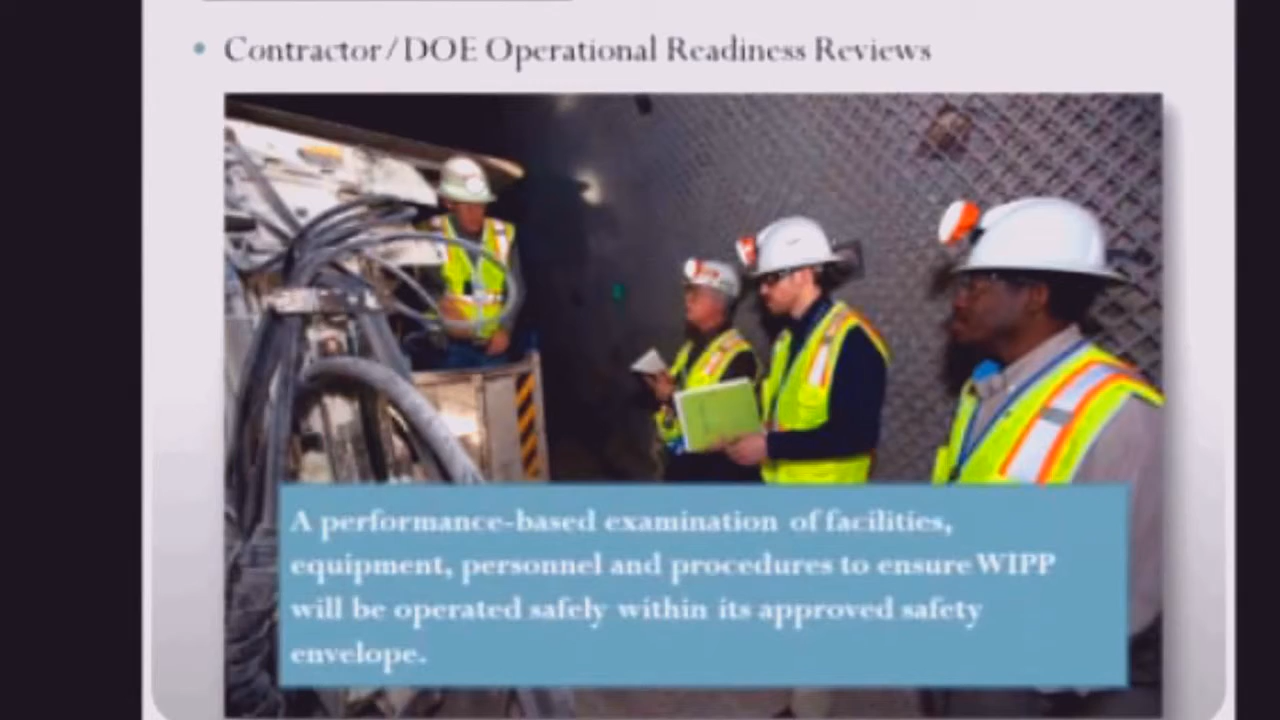 Contractor/DOE Operational Readiness Reviews
A performance-based examination of facilities,
equipment, personnel and procedures to ensure WIPP
will be operated safely within its approved safety
envelope.